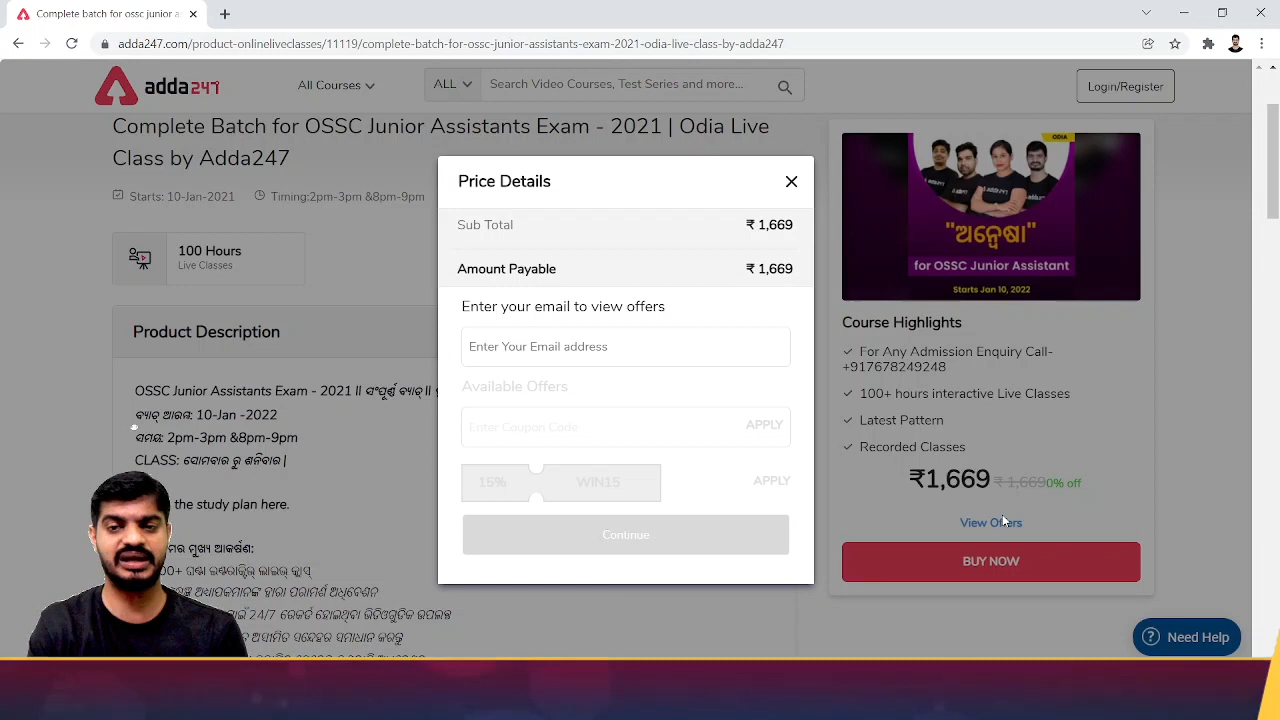 Complete batch for ossc junior a
adda247.com/product-onlineliveclasses/11119/complete-batch-for-ossc-junior-assistants-exam-2021-odia-live-class-by-adda247
adda247
All Courses
ALL
Search Video Courses, Test Series and more...
Login/Register
Complete Batch for OSSC Junior Assistants Exam - 2021 | Odia Live
Class by Adda247
Starts: 10-Jan-2021
Timing:2pm-3pm &8pm-9pm
100 Hours
Live Classes
Product Description
OSSC Junior Assistants Exam - 2021 ll ସଂପୂର୍ଣ୍ଣ ବ୍ୟାଚ୍ ll
ବ୍ୟାଚ୍ ଆରମ୍ଭ: 10-Jan -2022
ସମୟ: 2pm-3pm &8pm-9pm
CLASS: ସୋମବାର ରୁ ଶନିବାର |
the study plan here.
ମୁଖ୍ୟ ଆକର୍ଷଣ:
Price Details
Sub Total
₹ 1,669
Amount Payable
₹ 1,669
Enter your email to view offers
Enter Your Email address
Available Offers
Enter Coupon Code
APPLY
15%
WIN15
APPLY
Continue
ODIA
"ଅନ୍ୱେଷା"
for OSSC Junior Assistant
Starts Jan 10, 2022
Course Highlights
For Any Admission Enquiry Call-
+917678249248
100+ hours interactive Live Classes
Latest Pattern
Recorded Classes
₹1,669 ₹ 1,669 0% off
View Offers
BUY NOW
Need Help